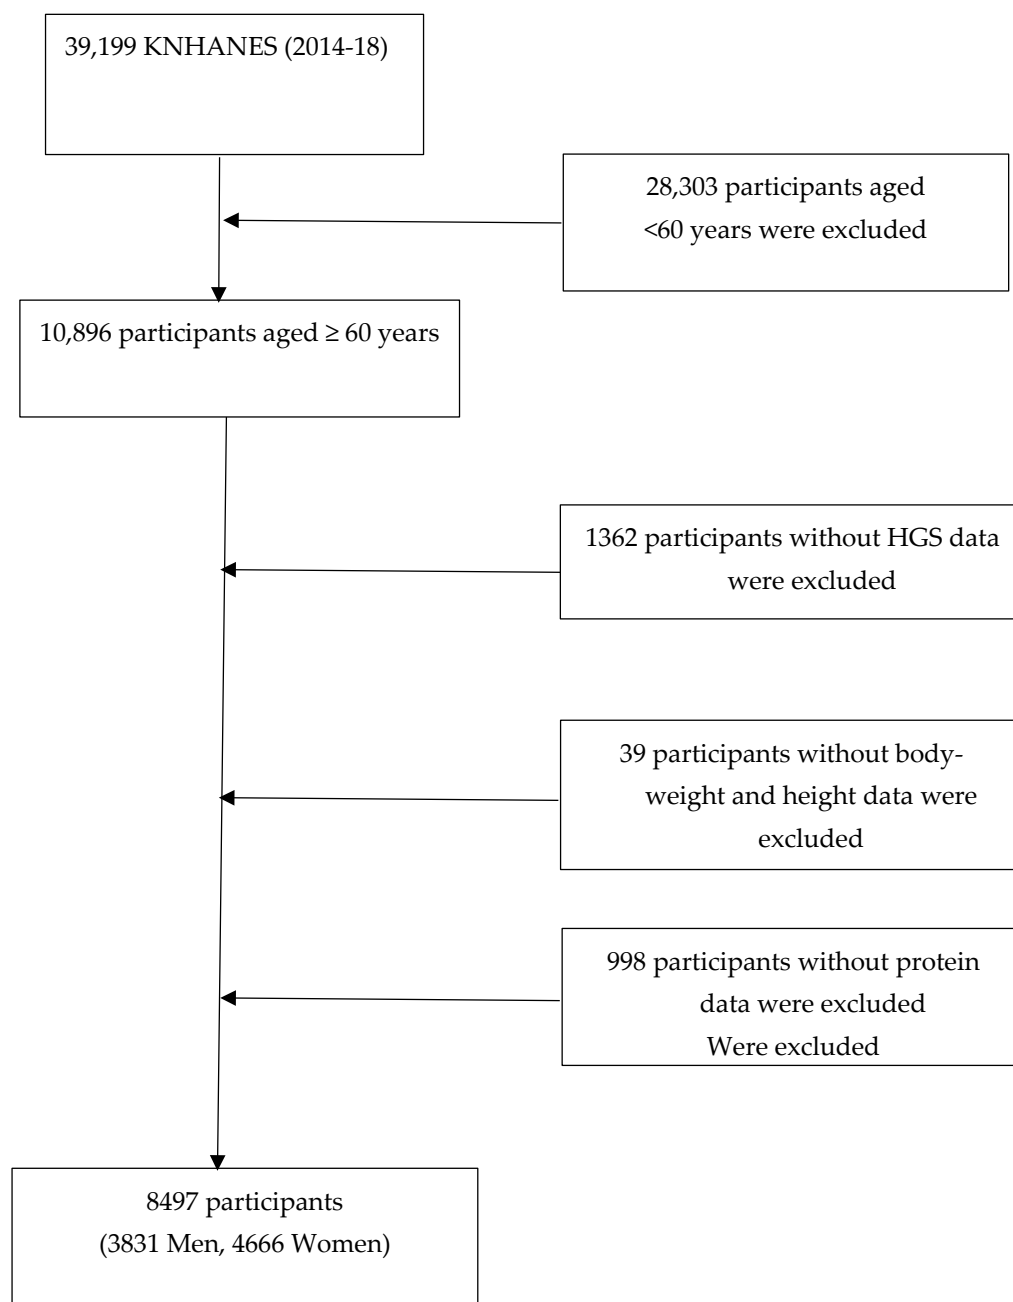 39,199 KNHANES (2014-18)
28,303 participants aged
<60 years were excluded
10,896 participants aged ≥ 60 years
1362 participants without HGS data
were excluded
39 participants without body-
weight and height data were
excluded
998 participants without protein
data were excluded
Were excluded
8497 participants
(3831 Men, 4666 Women)